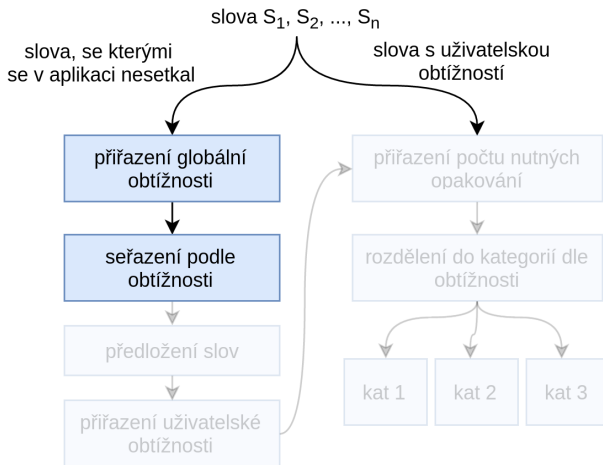 slova S1, S2, ..., Sn
slova, se kterými
se v aplikaci nesetkal
slova s uživatelskou
obtížností
přiřazení globální
obtížnosti
seřazení podle
obtížnosti
předložení slov
přiřazení uživatelské
obtížnosti
přiřazení počtu nutných
opakování
rozdělení do kategorií dle
obtížnosti
kat 1
kat 2
kat 3